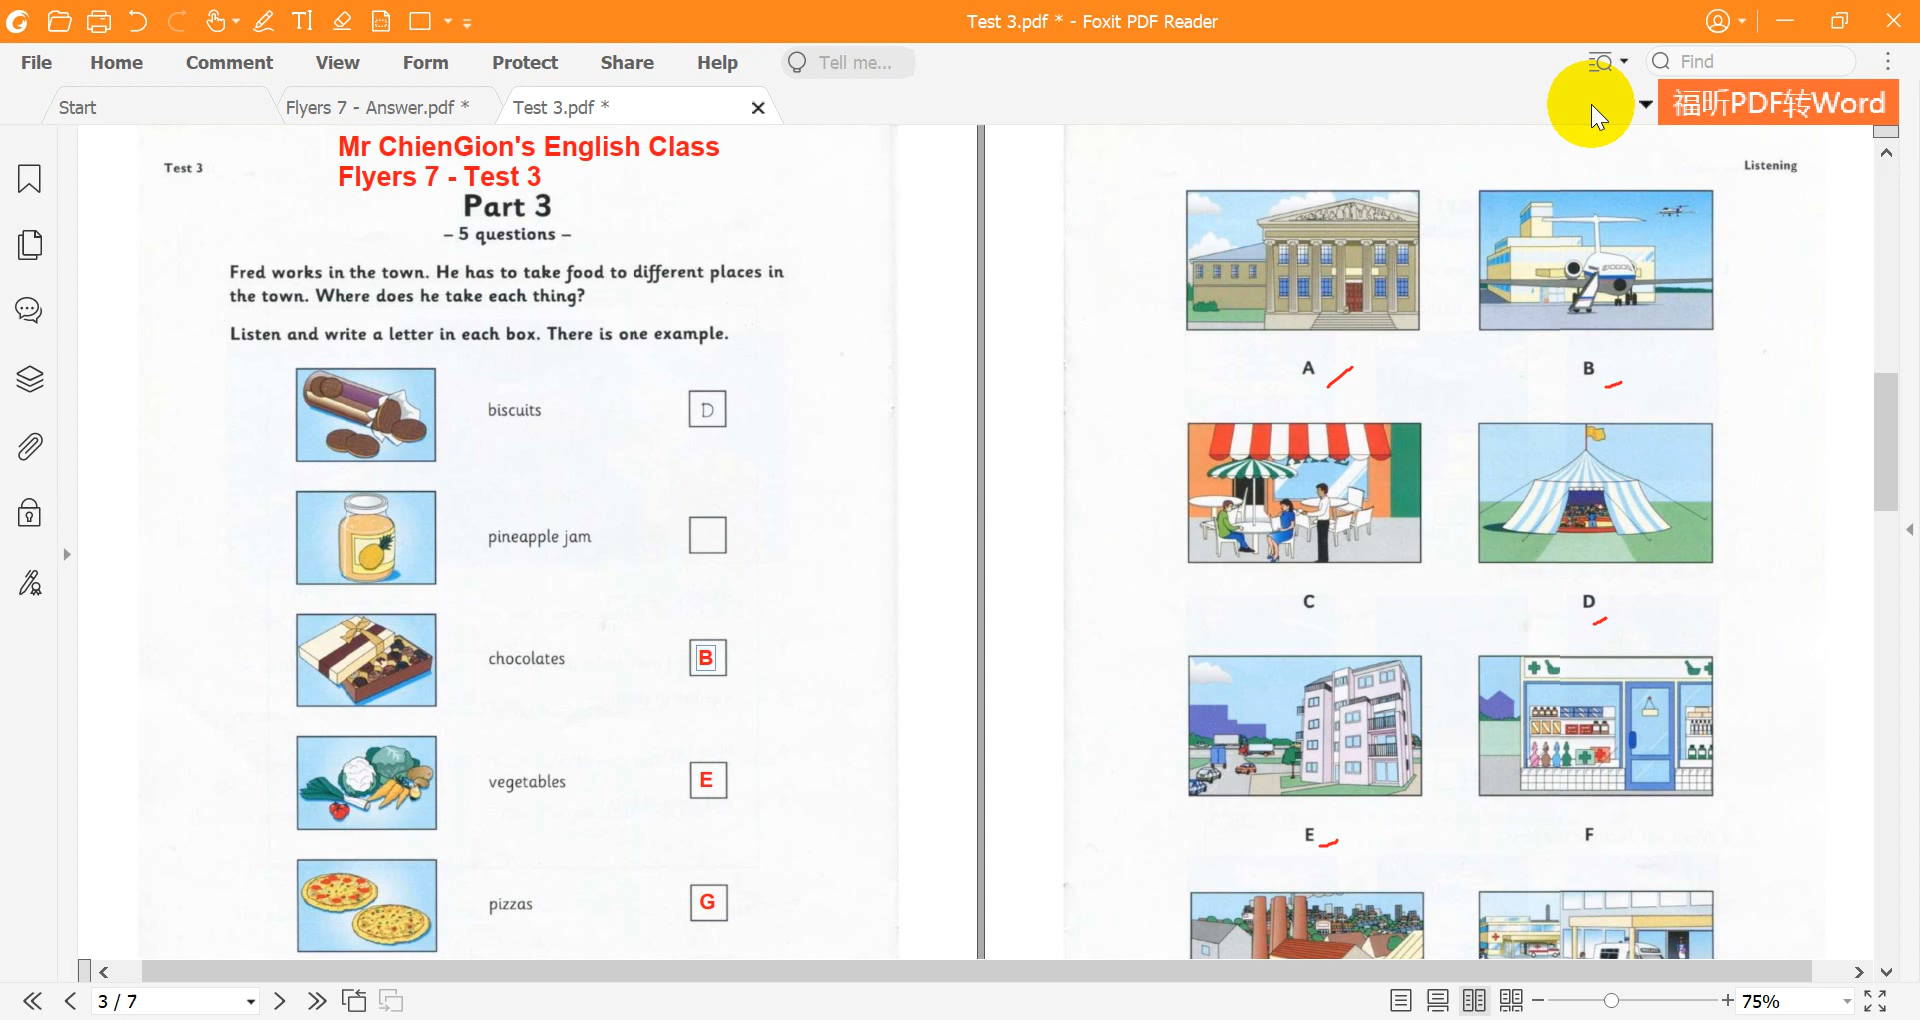 Test 3.pdf * - Foxit PDF Reader
File Home Comment View Form Protect Share Help Tell me... Find
Start Flyers 7 - Answer.pdf * Test 3.pdf * 福昕PDF转Word
Test 3
Mr ChienGion's English Class
Flyers 7 - Test 3
Part 3
– 5 questions –
Fred works in the town. He has to take food to different places in
the town. Where does he take each thing?
Listen and write a letter in each box. There is one example.
biscuits D
pineapple jam
chocolates B
vegetables E
pizzas G
Listening
A B
C D
E F
3 / 7 75%